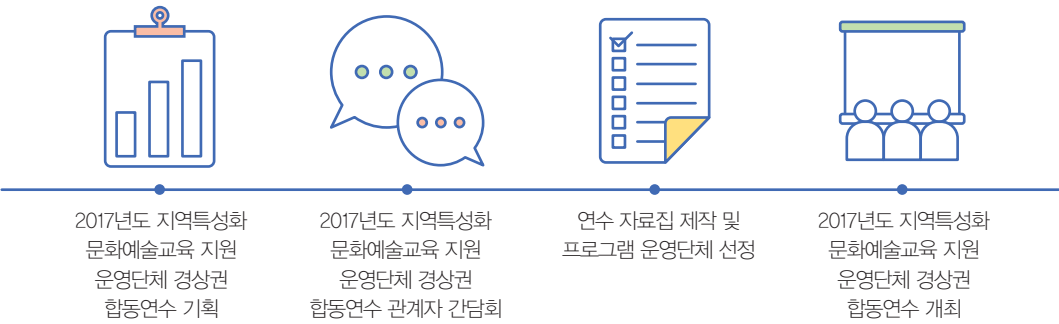 2017년도 지역특성화
문화예술교육 지원
운영단체 경상권
합동연수 기획
2017년도 지역특성화
문화예술교육 지원
운영단체 경상권
합동연수 관계자 간담회
연수 자료집 제작 및
프로그램 운영단체 선정
2017년도 지역특성화
문화예술교육 지원
운영단체 경상권
합동연수 개최